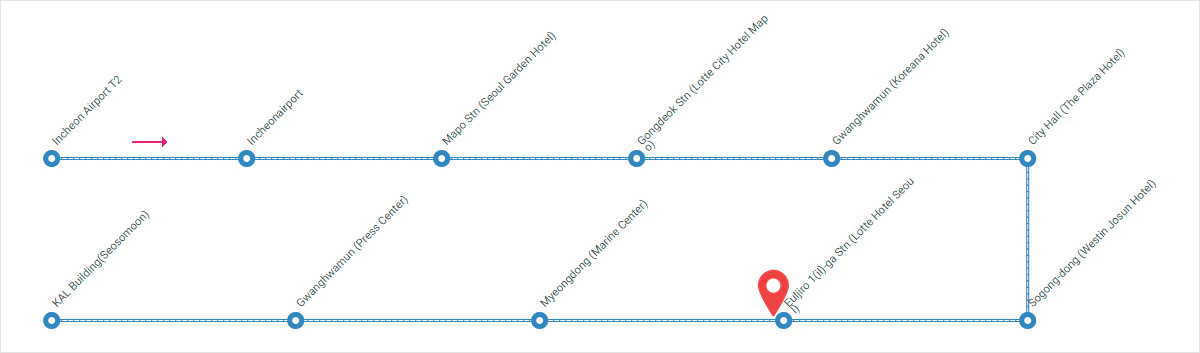 Incheon Airport T2
Incheonairport
Mapo Stn (Seoul Garden Hotel)
Gongdeok Stn (Lotte City Hotel Map
o)
Gwanghwamun (Koreana Hotel)
City Hall (The Plaza Hotel)
KAL Building(Seosomoon)
Gwanghwamun (Press Center)
Myeongdong (Marine Center)
Euljiro 1(il)-ga Stn (Lotte Hotel Seou
l)
Sogong-dong (Westin Josun Hotel)